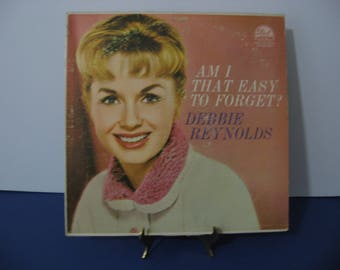 AM I
THAT EASY
TO FORGET?
DEBBIE
REYNOLDS